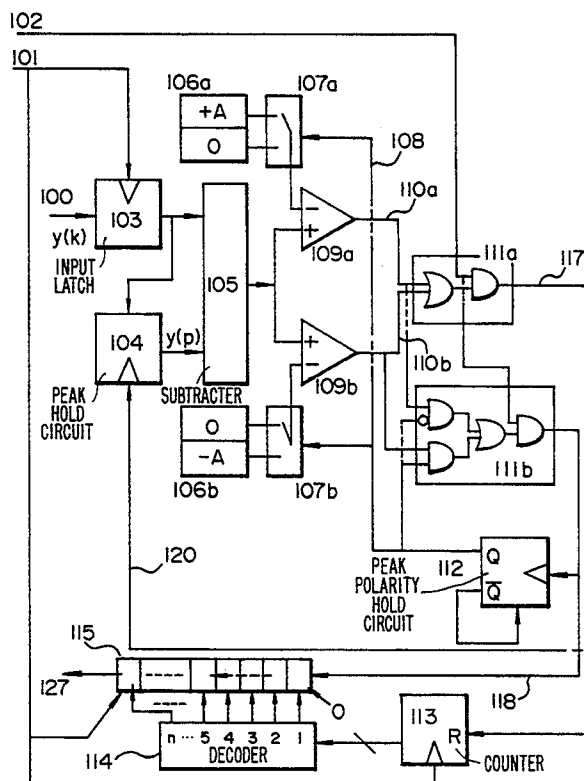 102
101
106a
107a
+A
0
108
100
y(k)
103
INPUT
LATCH
105
−
+
109a
110a
111a
117
104
y(p)
PEAK
HOLD
CIRCUIT
SUBTRACTER
+
−
109b
110b
0
−A
106b
107b
111b
120
PEAK
POLARITY
HOLD
CIRCUIT
112
Q
Q̅
115
127
118
0
n ··· 5 4 3 2 1
DECODER
114
113
R
COUNTER